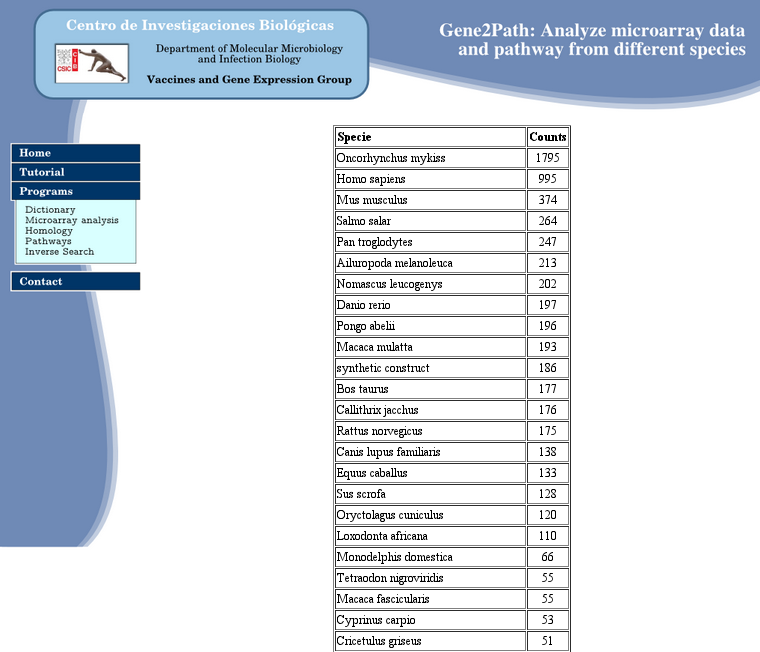 Centro de Investigaciones Biológicas
CSIC
CIB
Department of Molecular Microbiology
and Infection Biology
Vaccines and Gene Expression Group
Gene2Path: Analyze microarray data
and pathway from different species
Home
Tutorial
Programs
Dictionary
Microarray analysis
Homology
Pathways
Inverse Search
Contact
Specie Counts
Oncorhynchus mykiss 1795
Homo sapiens 995
Mus musculus 374
Salmo salar 264
Pan troglodytes 247
Ailuropoda melanoleuca 213
Nomascus leucogenys 202
Danio rerio 197
Pongo abelii 196
Macaca mulatta 193
synthetic construct 186
Bos taurus 177
Callithrix jacchus 176
Rattus norvegicus 175
Canis lupus familiaris 138
Equus caballus 133
Sus scrofa 128
Oryctolagus cuniculus 120
Loxodonta africana 110
Monodelphis domestica 66
Tetraodon nigroviridis 55
Macaca fascicularis 55
Cyprinus carpio 53
Cricetulus griseus 51